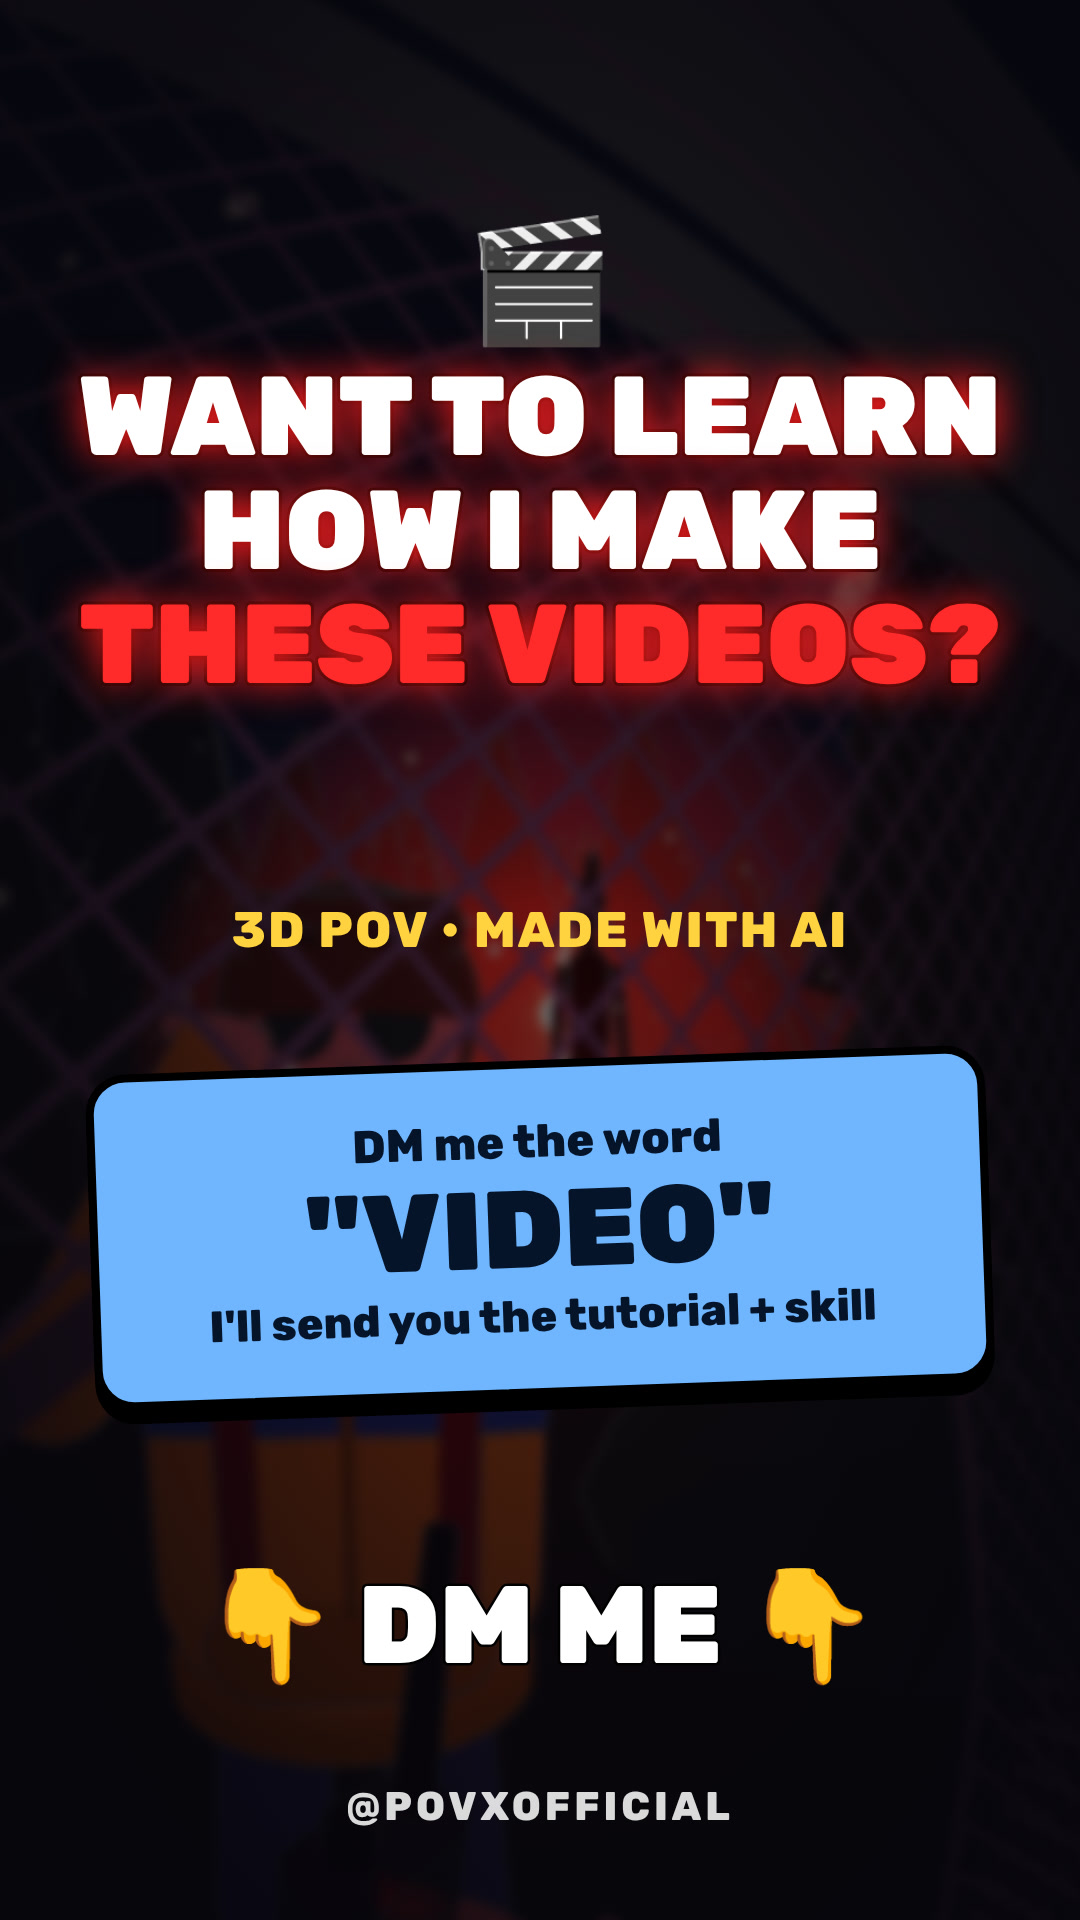 WANT TO LEARN
HOW I MAKE
THESE VIDEOS?
3D POV • MADE WITH AI
DM me the word
"VIDEO"
I'll send you the tutorial + skill
DM ME
@POVXOFFICIAL